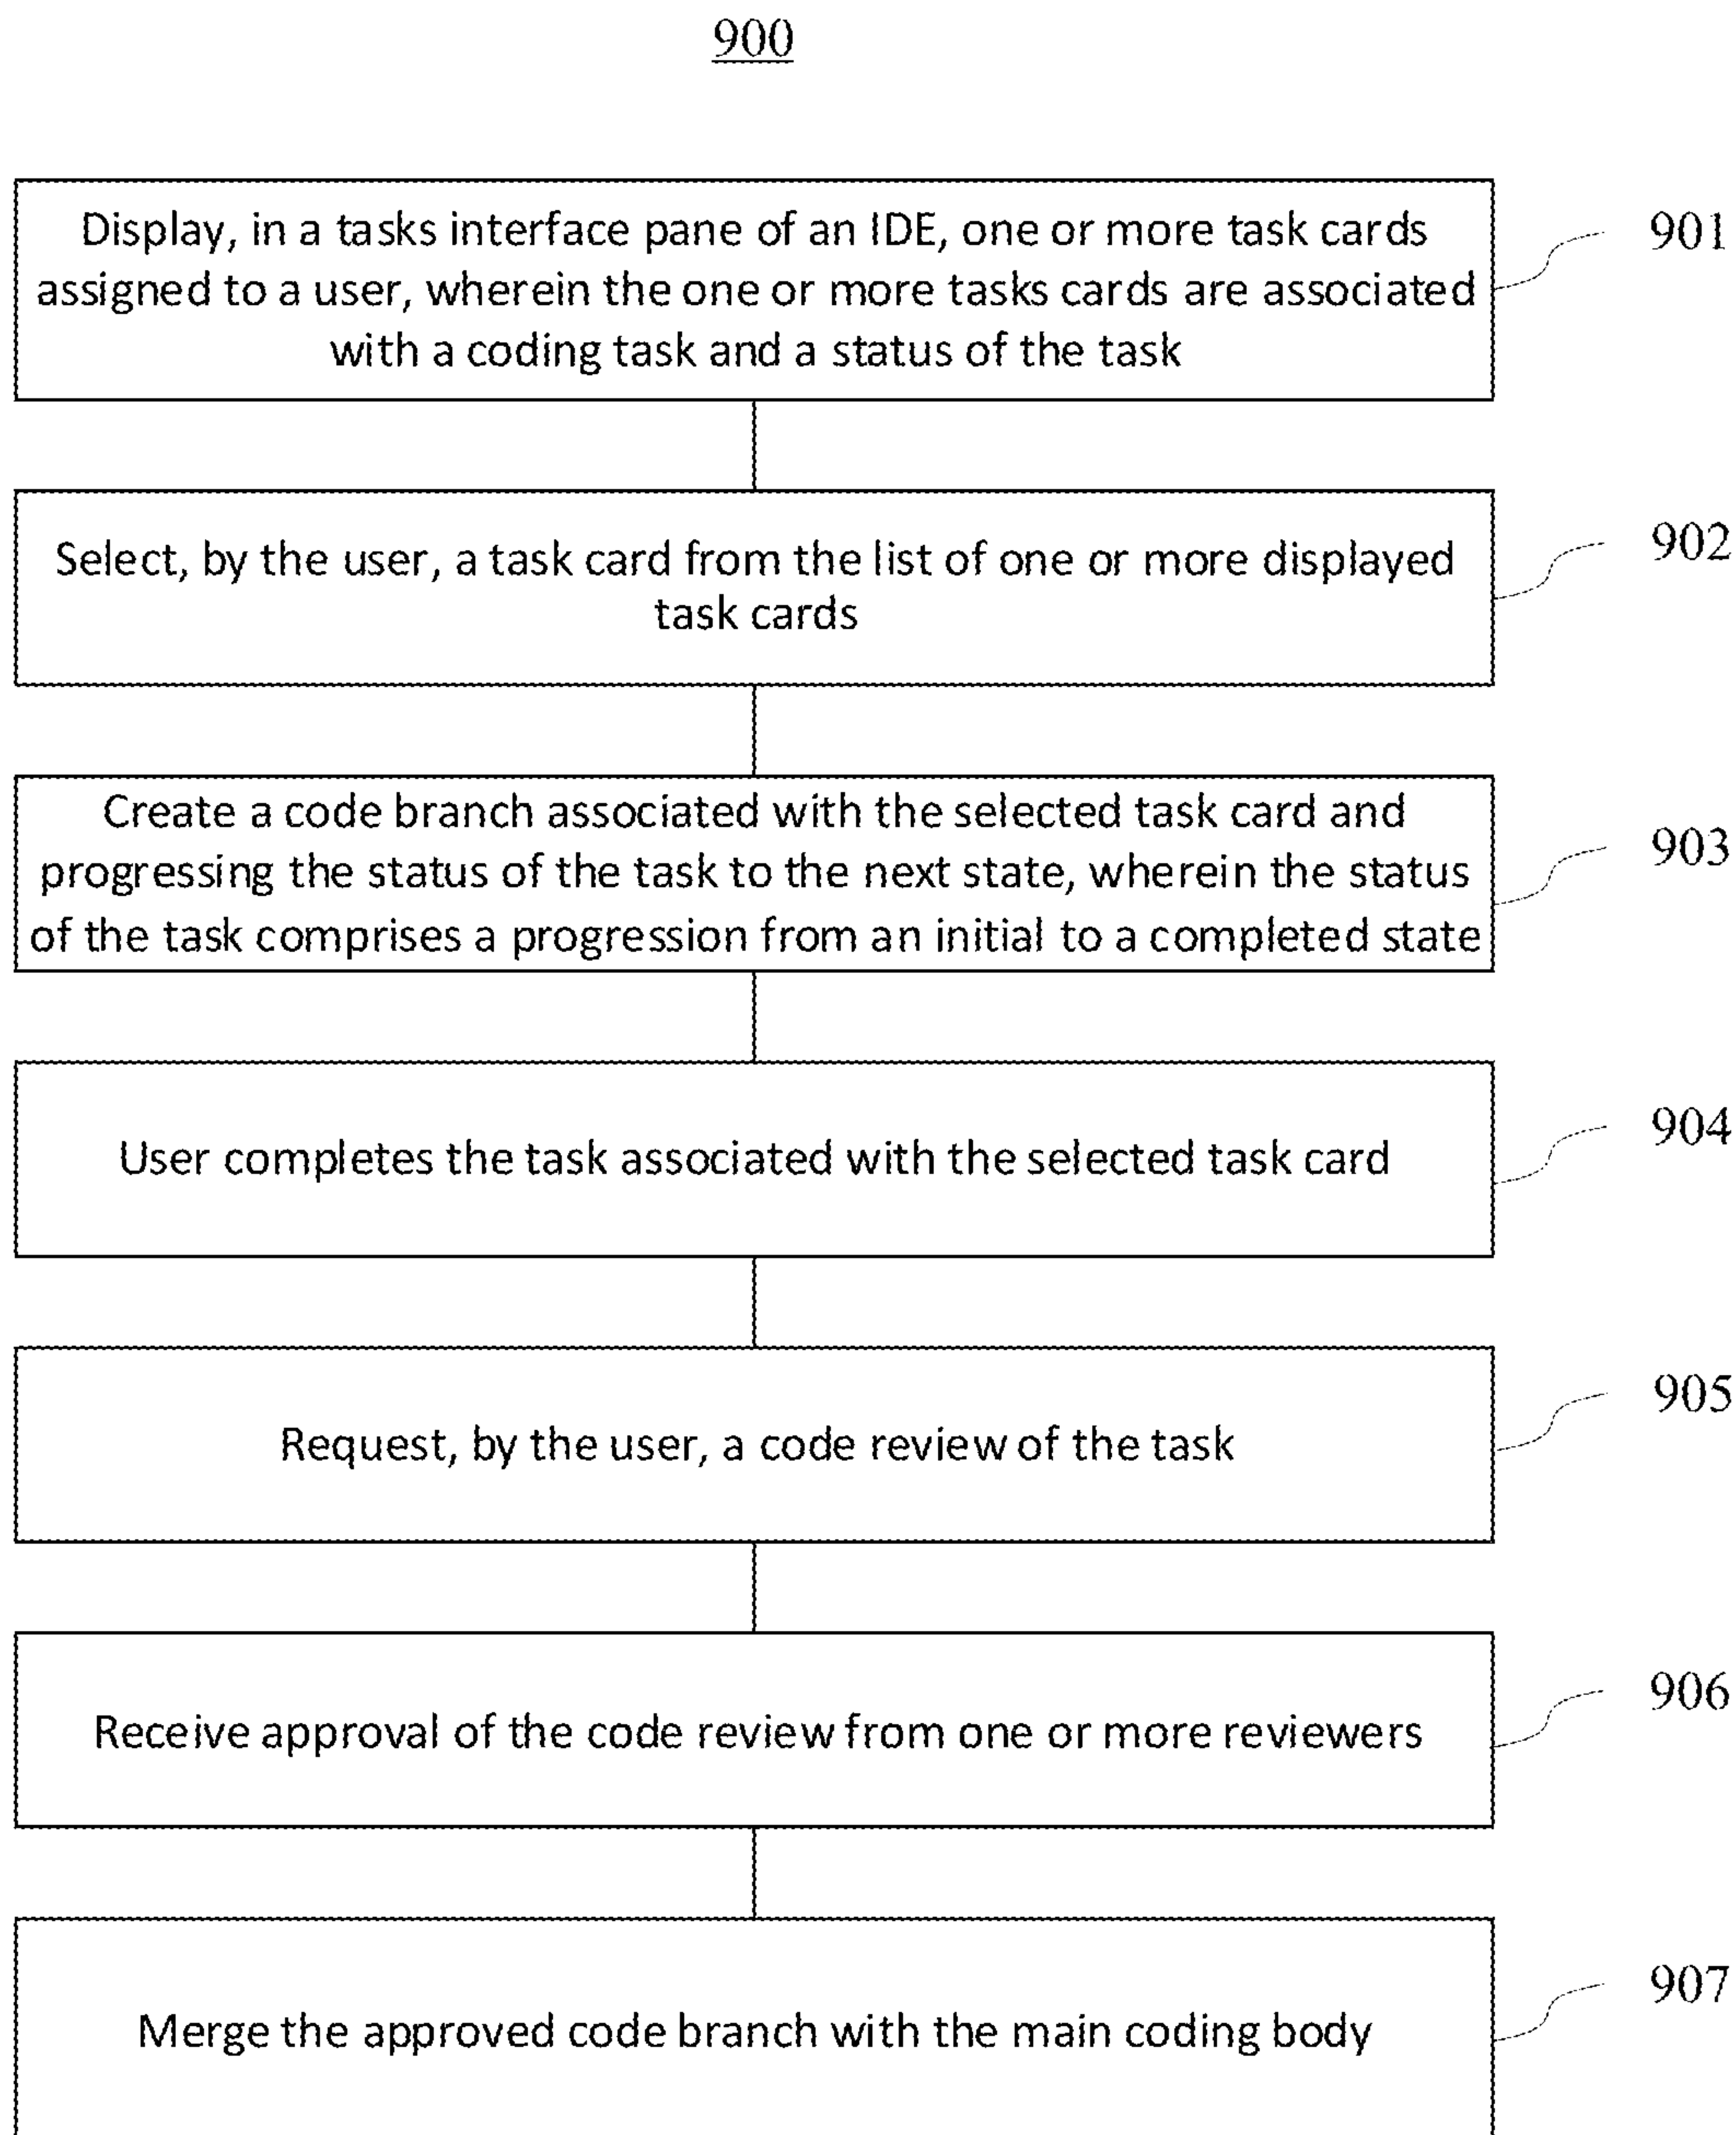 900
Display, in a tasks interface pane of an IDE, one or more task cards
assigned to a user, wherein the one or more tasks cards are associated
with a coding task and a status of the task
901
Select, by the user, a task card from the list of one or more displayed
task cards
902
Create a code branch associated with the selected task card and
progressing the status of the task to the next state, wherein the status
of the task comprises a progression from an initial to a completed state
903
User completes the task associated with the selected task card
904
Request, by the user, a code review of the task
905
Receive approval of the code review from one or more reviewers
906
Merge the approved code branch with the main coding body
907